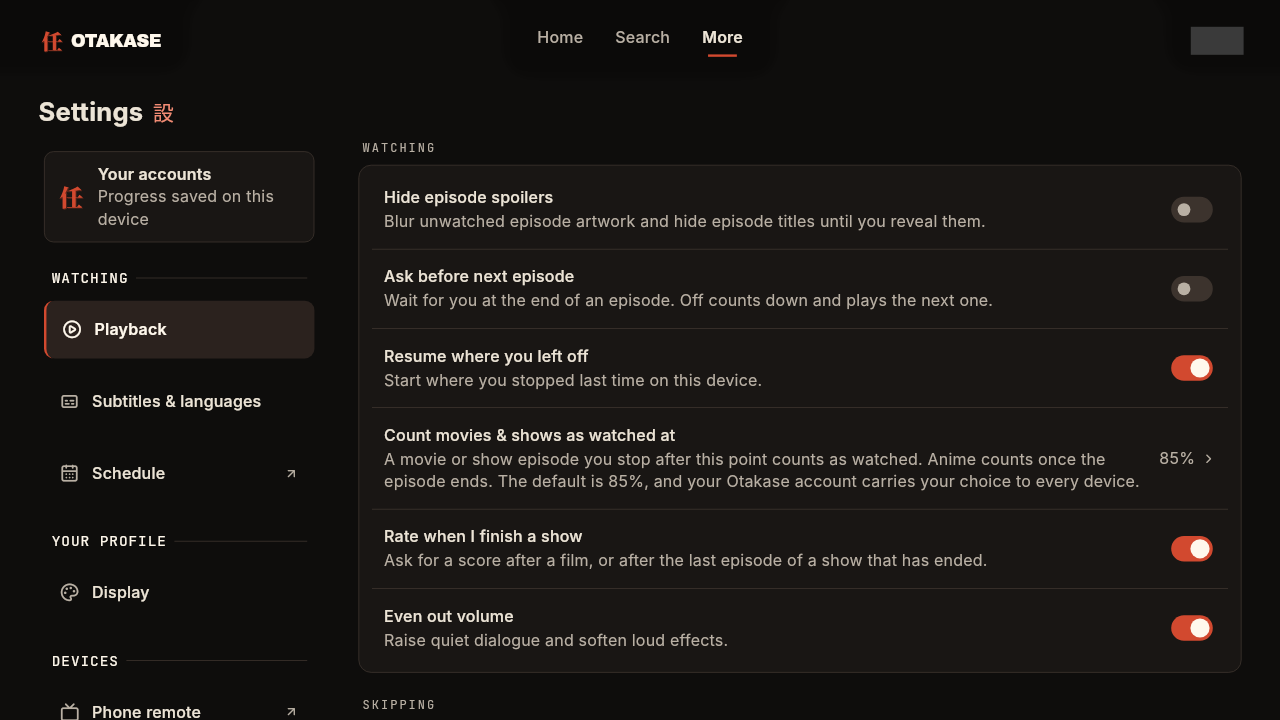 任 OTAKASE
Home
Search
More
Settings 設
任
Your accounts
Progress saved on this
device
WATCHING
Playback
Subtitles & languages
Schedule
YOUR PROFILE
Display
DEVICES
Phone remote
WATCHING
Hide episode spoilers
Blur unwatched episode artwork and hide episode titles until you reveal them.
Ask before next episode
Wait for you at the end of an episode. Off counts down and plays the next one.
Resume where you left off
Start where you stopped last time on this device.
Count movies & shows as watched at
A movie or show episode you stop after this point counts as watched. Anime counts once the
episode ends. The default is 85%, and your Otakase account carries your choice to every device.
85%
Rate when I finish a show
Ask for a score after a film, or after the last episode of a show that has ended.
Even out volume
Raise quiet dialogue and soften loud effects.
SKIPPING